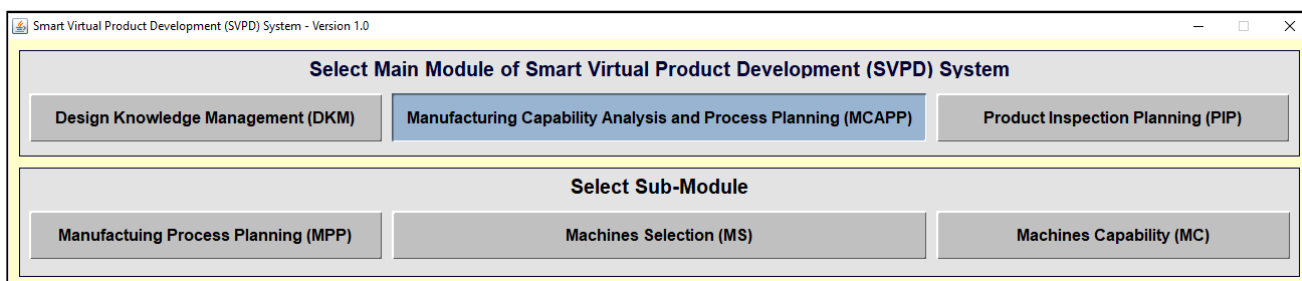 Smart Virtual Product Development (SVPD) System - Version 1.0
Select Main Module of Smart Virtual Product Development (SVPD) System
Design Knowledge Management (DKM) Manufacturing Capability Analysis and Process Planning (MCAPP) Product Inspection Planning (PIP)
Select Sub-Module
Manufactuing Process Planning (MPP) Machines Selection (MS) Machines Capability (MC)